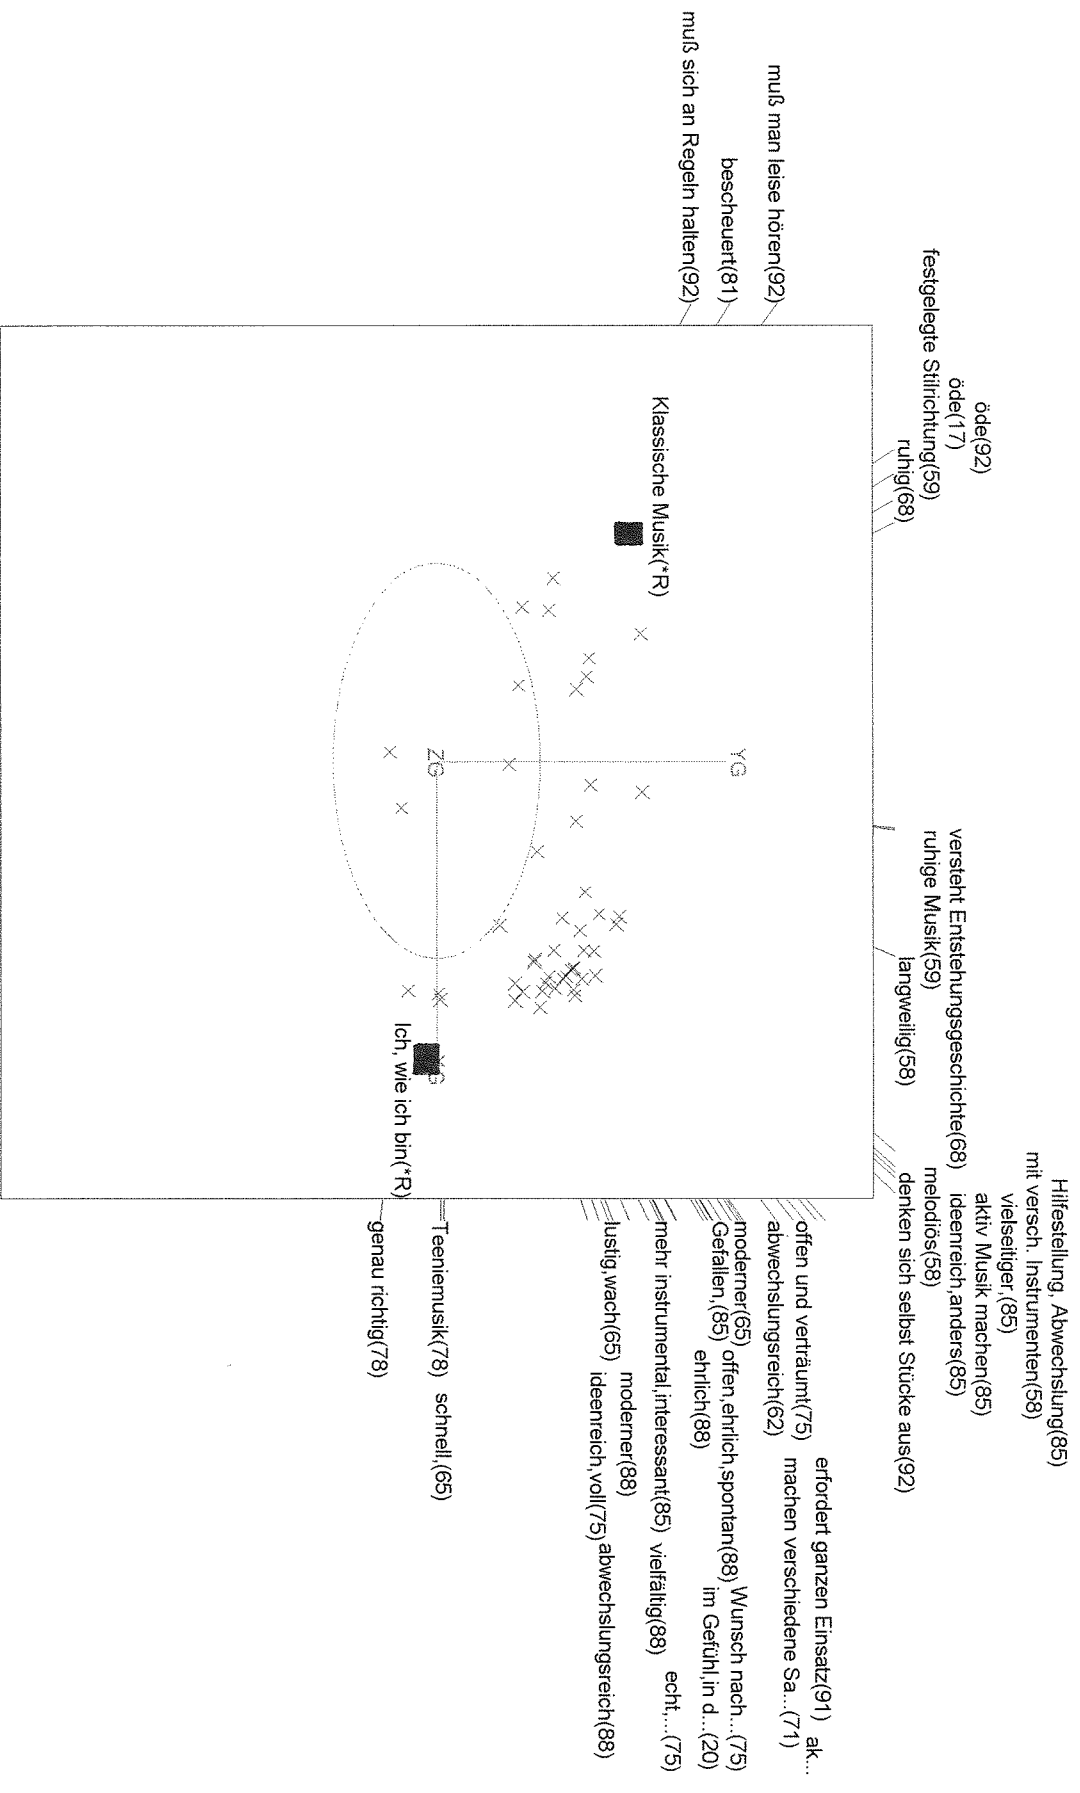 muß man leise hören(92)
bescheuert(81)
muß sich an Regeln halten(92)
öde(92)
öde(17)
festgelegte Stilrichtung(59)
ruhig(68)
Klassische Musik(*R)
YG
ZG
versteht Entstehungsgeschichte(68)
ruhige Musik(59)
langweilig(58)
Hilfestellung, Abwechslung(85)
mit versch. Instrumenten(58)
vielseitiger,(85)
aktiv Musik machen(85)
ideenreich,anders(85)
melodiös(58)
denken sich selbst Stücke aus(92)
Ich, wie ich bin(*R)
erfordert ganzen Einsatz(91) ak...
offen und verträumt(75)
machen verschiedene Sa...(71)
abwechslungsreich(62)
moderner(65)
Wunsch nach...(75)
offen,ehrlich,spontan(88)
Gefallen,(85)
im Gefühl,in d...(20)
ehrlich(88)
echt,...(75)
mehr instrumental,interessant(85) vielfältig(88)
moderner(88)
lustig,wach(65)
abwechslungsreich(88)
ideenreich,voll(75)
Teeniemusik(78) schnell,(65)
genau richtig(78)